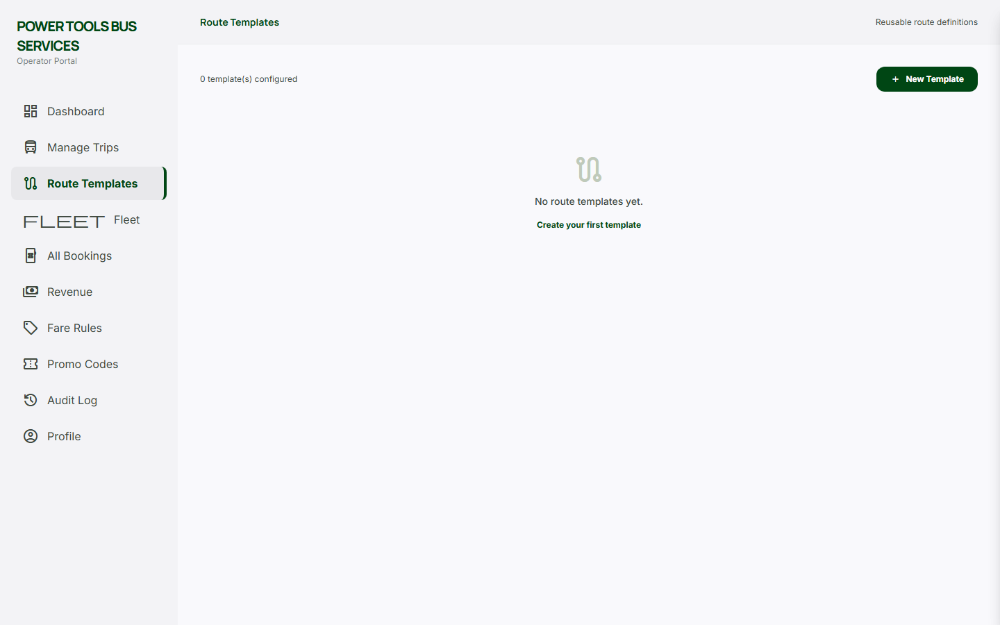 POWER TOOLS BUS
SERVICES
Operator Portal
Dashboard
Manage Trips
Route Templates
FLEET Fleet
All Bookings
Revenue
Fare Rules
Promo Codes
Audit Log
Profile
Route Templates
Reusable route definitions
0 template(s) configured
+ New Template
No route templates yet.
Create your first template